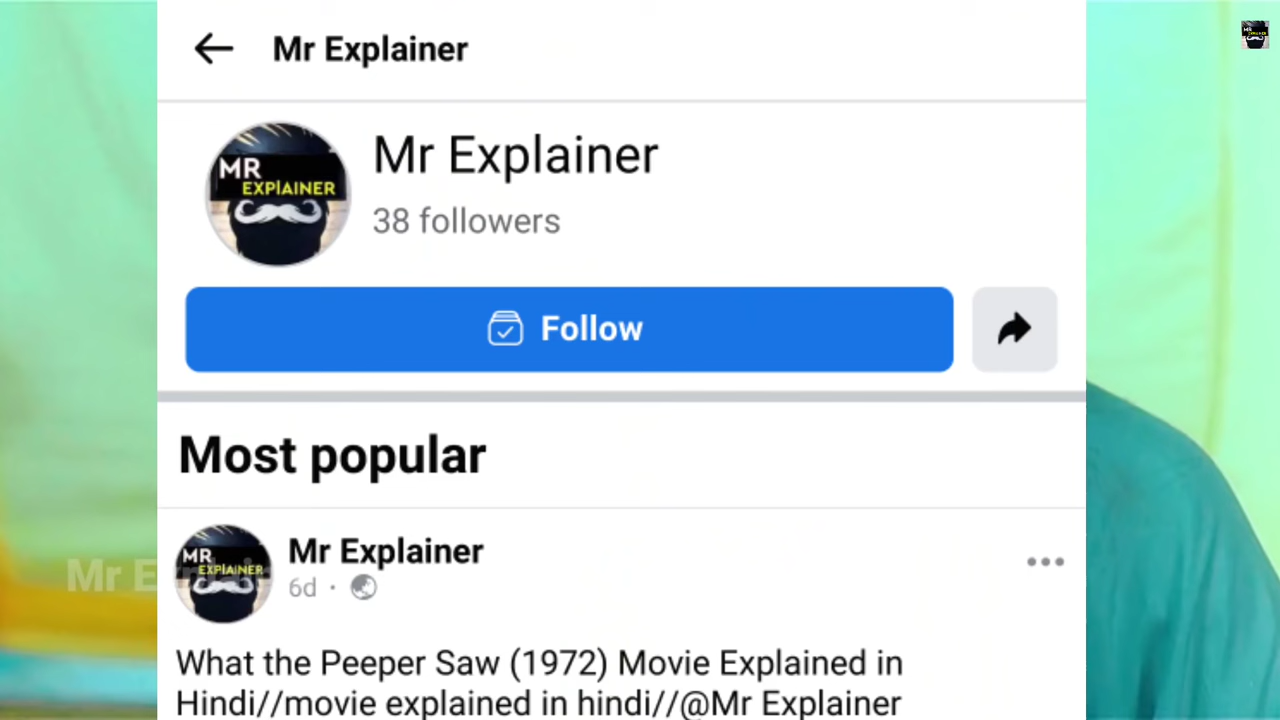 Mr Explainer
MR
EXPlAINER
Mr Explainer
38 followers
Follow
Most popular
MR
EXPlAINER
Mr Explainer
6d ·
What the Peeper Saw (1972) Movie Explained in
Hindi//movie explained in hindi//@Mr Explainer